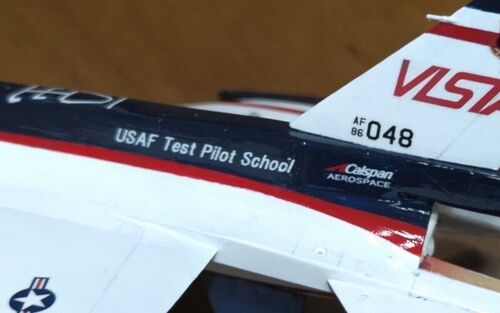 VISTA
AF
86 048
USAF Test Pilot School
Calspan
AEROSPACE